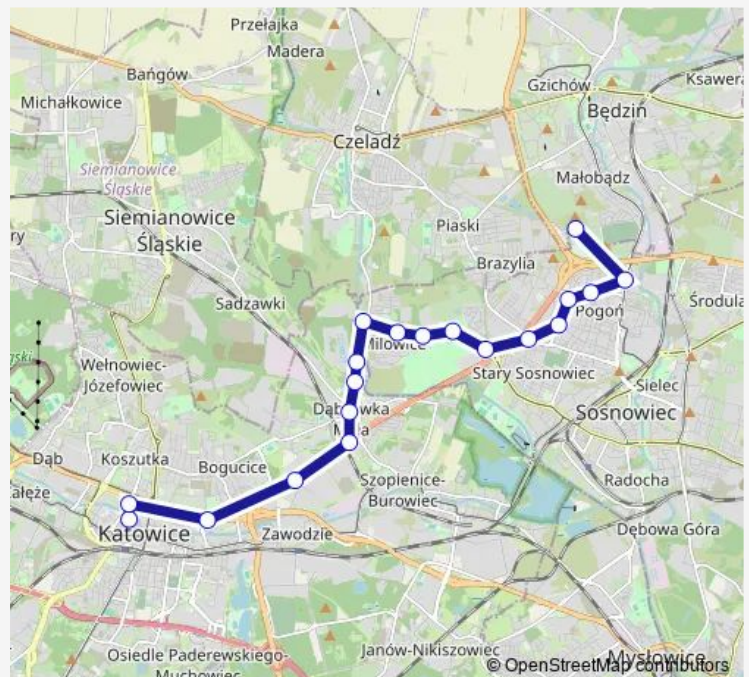 Przełajka
Madera
Bańgów
Gzichów
Ksawera
Michałkowice
Będziń
Czeladź
Siemianowice
Śląskie
Małobądz
Siemianowice
Śląskie
Piaski
Brazylia
Sadzawki
Środula
Pogoń
Milowice
Wełnowiec-
Józefowiec
Stary Sosnowiec
Sielec
Dąbrówka
Mała
Sosnowiec
Dąb
Koszutka
Bogucice
Szopienice-
Burowiec
Radocha
Katowice
Zawodzie
Dębowa Góra
Osiedle Paderewskiego-
Muchowiec
Janów-Nikiszowiec
Mysłowice
© OpenStreetMap contributors